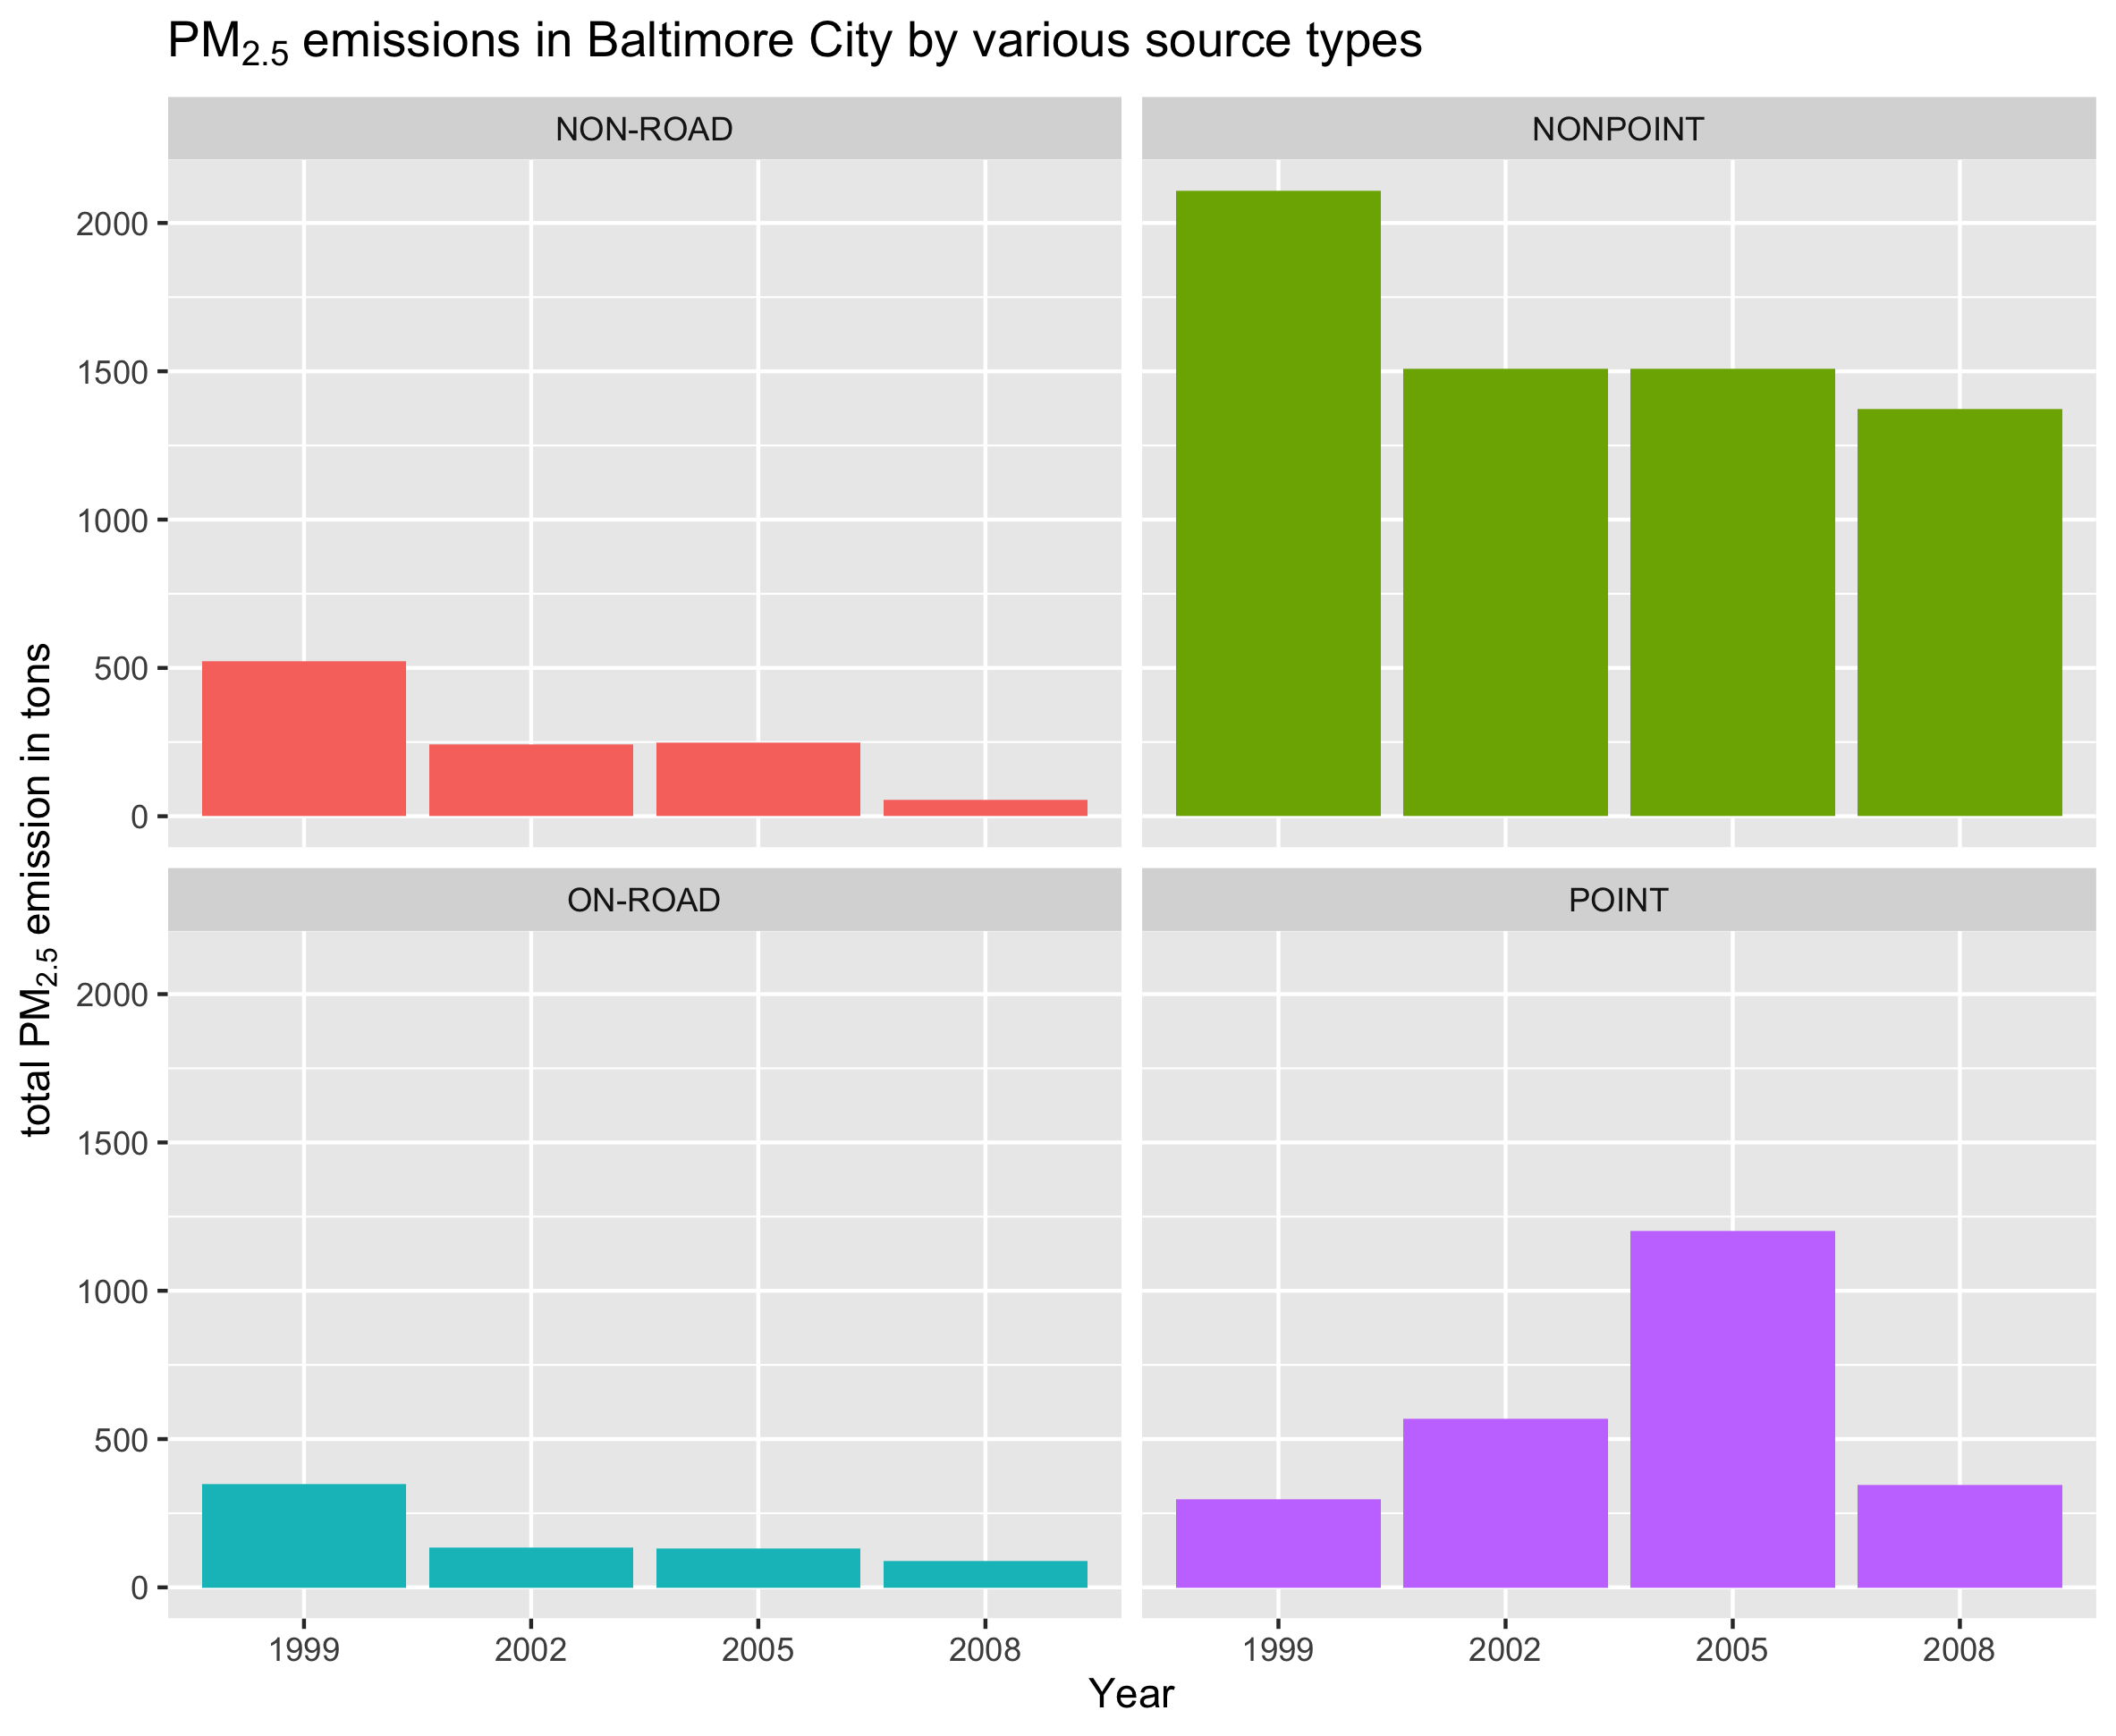 PM2.5 emissions in Baltimore City by various source types
NON-ROAD
NONPOINT
2000
1500
1000
500
0
ON-ROAD
POINT
2000
1500
1000
500
0
total PM2.5 emission in tons
1999 2002 2005 2008
1999 2002 2005 2008
Year